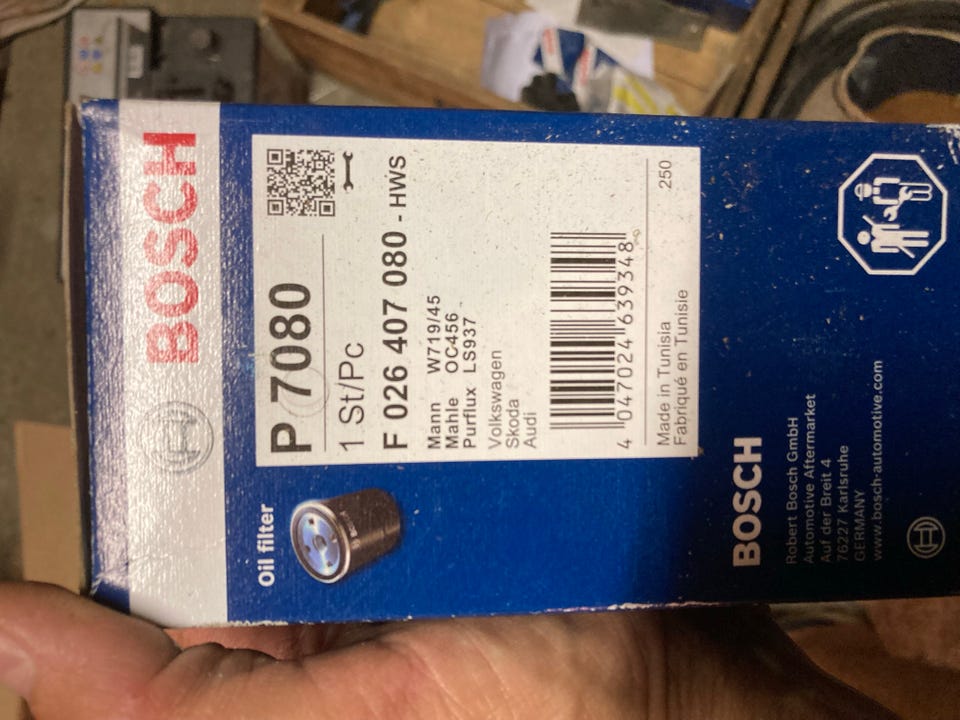 BOSCH
Oil filter
P 7080
1 St/Pc
F 026 407 080 - HWS
Mann W719/45
Mahle OC456
Purflux LS937
Volkswagen
Skoda
Audi
4 047024 639348
Made in Tunisia
Fabriqué en Tunisie
250
BOSCH
Robert Bosch GmbH
Automotive Aftermarket
Auf der Breit 4
76227 Karlsruhe
GERMANY
www.bosch-automotive.com